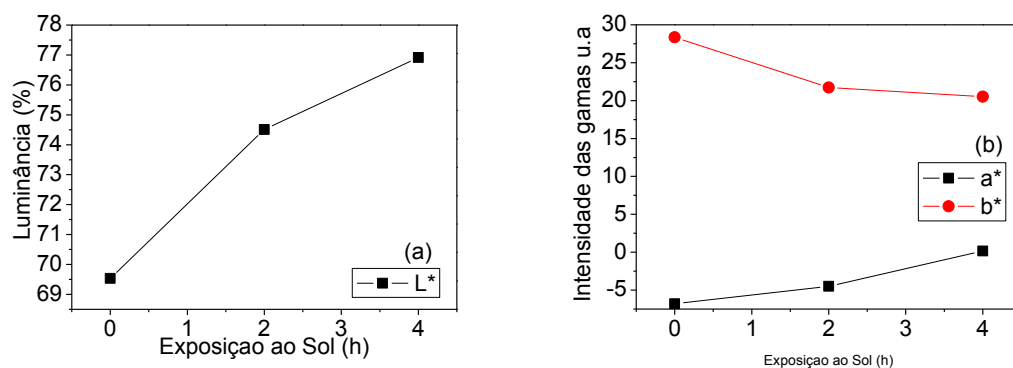 78
77
76
75
74
73
72
71
70
69
Luminância (%)
(a)
L*
0 1 2 3 4
Exposiçao ao Sol (h)
30
25
20
15
10
5
0
-5
Intensidade das gamas u.a
(b)
a*
b*
0 1 2 3 4
Exposiçao ao Sol (h)